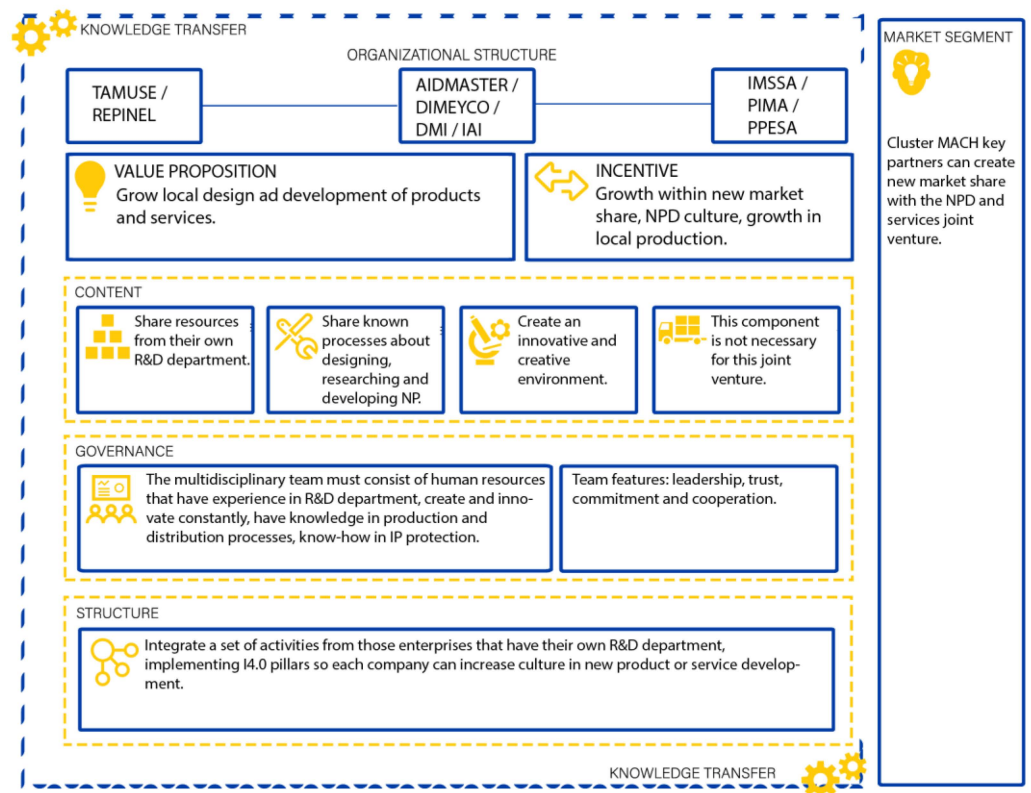 KNOWLEDGE TRANSFER
ORGANIZATIONAL STRUCTURE
TAMUSE /
REPINEL
AIDMASTER /
DIMEYCO /
DMI / IAI
IMSSA /
PIMA /
PPESA
VALUE PROPOSITION
Grow local design ad development of products
and services.
INCENTIVE
Growth within new market
share, NPD culture, growth in
local production.
CONTENT
Share resources
from their own
R&D department.
Share known
processes about
designing,
researching and
developing NP.
Create an
innovative and
creative
environment.
This component
is not necessary
for this joint
venture.
GOVERNANCE
The multidisciplinary team must consist of human resources
that have experience in R&D department, create and inno-
vate constantly, have knowledge in production and
distribution processes, know-how in IP protection.
Team features: leadership, trust,
commitment and cooperation.
STRUCTURE
Integrate a set of activities from those enterprises that have their own R&D department,
implementing I4.0 pillars so each company can increase culture in new product or service develop-
ment.
KNOWLEDGE TRANSFER
MARKET SEGMENT
Cluster MACH key
partners can create
new market share
with the NPD and
services joint
venture.